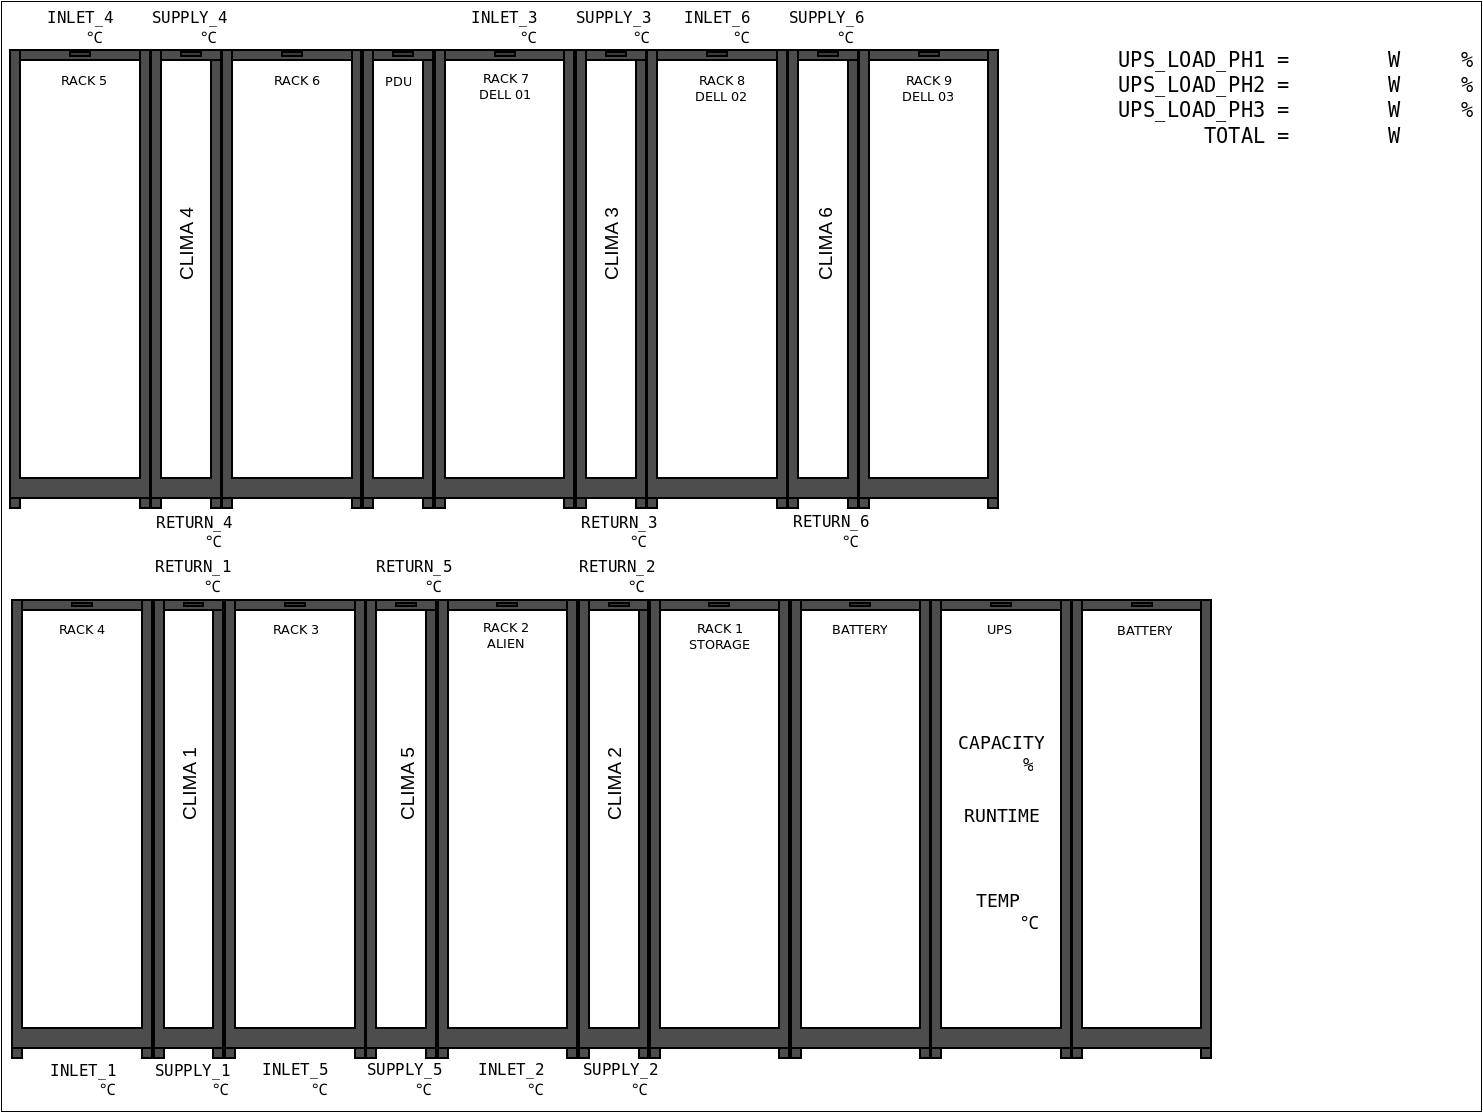 INLET_4 SUPPLY_4 INLET_3 SUPPLY_3 INLET_6 SUPPLY_6
°C °C °C °C °C °C
UPS_LOAD_PH1 = W %
UPS_LOAD_PH2 = W %
UPS_LOAD_PH3 = W %
TOTAL = W
RACK 5
RACK 6
PDU
RACK 7
DELL 01
RACK 8
DELL 02
RACK 9
DELL 03
CLIMA 4
CLIMA 3
CLIMA 6
RETURN_4 RETURN_3 RETURN_6
°C °C °C
RETURN_1 RETURN_5 RETURN_2
°C °C °C
RACK 4
RACK 3
RACK 2
ALIEN
RACK 1
STORAGE
BATTERY
UPS
BATTERY
CLIMA 1
CLIMA 5
CLIMA 2
CAPACITY
%
RUNTIME
TEMP
°C
INLET_1 SUPPLY_1 INLET_5 SUPPLY_5 INLET_2 SUPPLY_2
°C °C °C °C °C °C